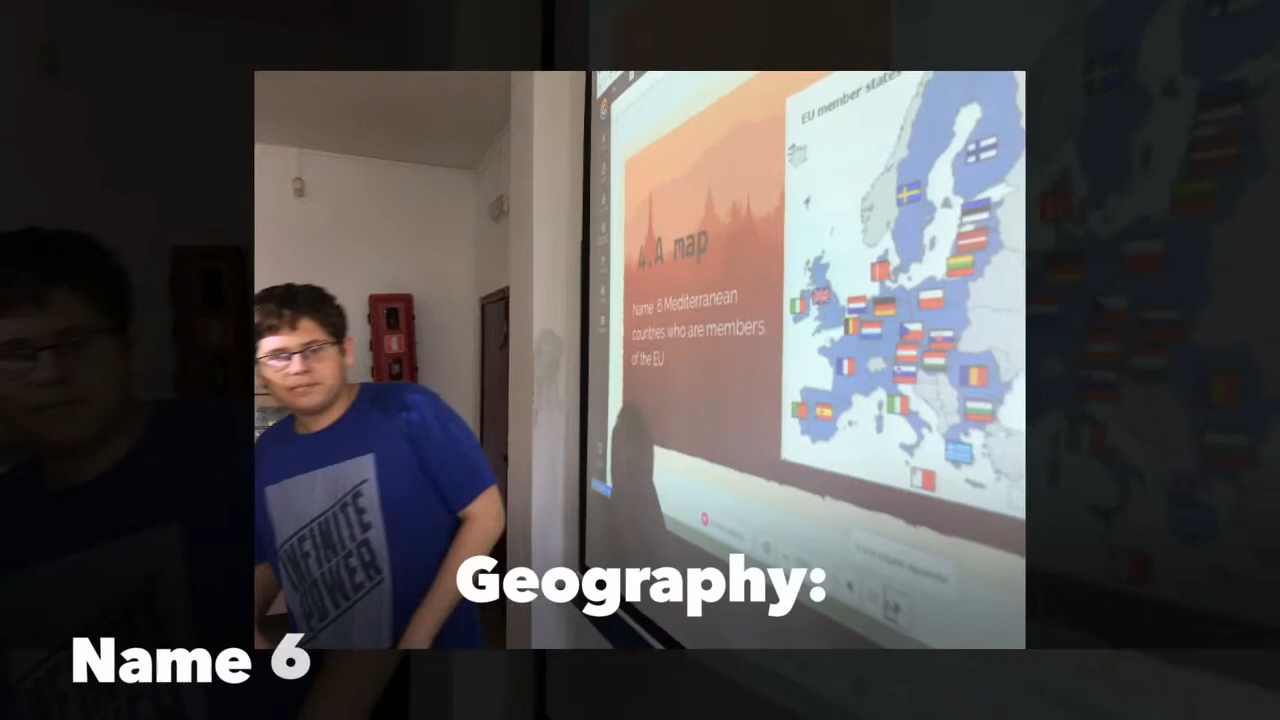 EU member states
4.A map
Name 6 Mediterranean
countries who are members
of the EU
INFINITE
POWER
Geography:
Name 6